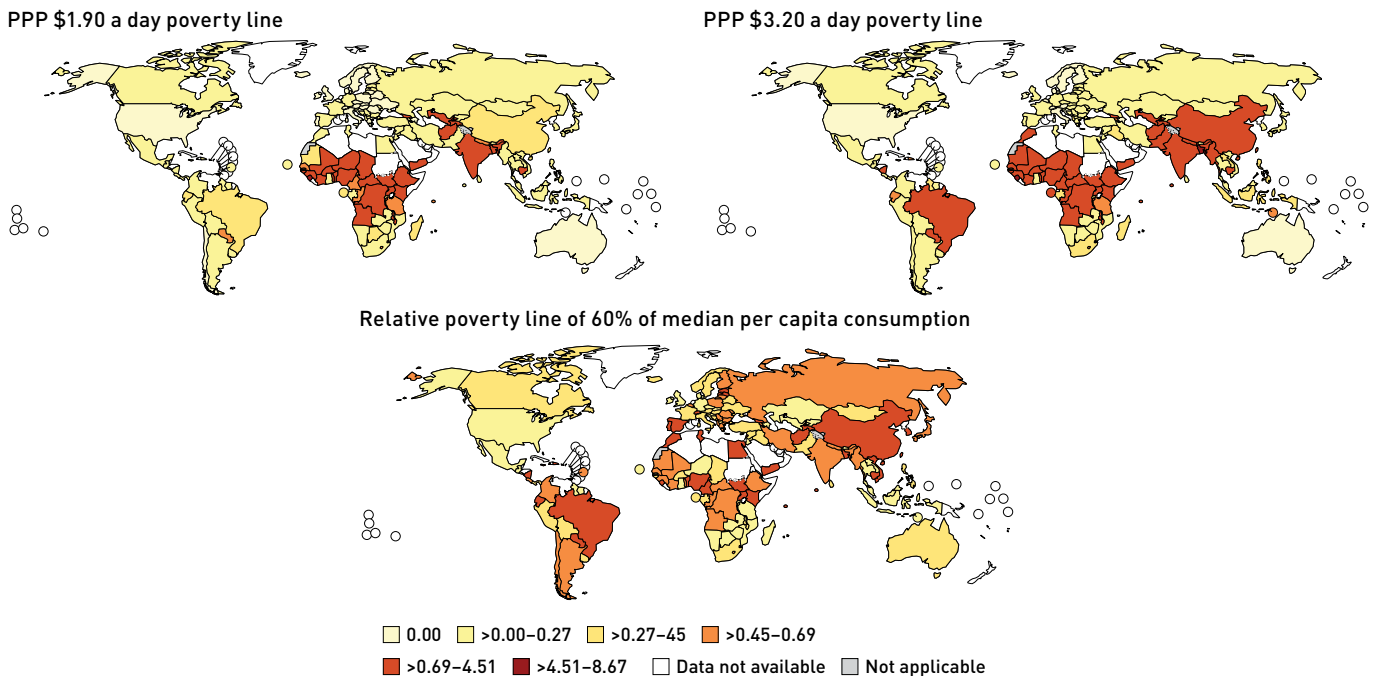 PPP $1.90 a day poverty line
PPP $3.20 a day poverty line
Relative poverty line of 60% of median per capita consumption
0.00
>0.00–0.27
>0.27–45
>0.45–0.69
>0.69–4.51
>4.51–8.67
Data not available
Not applicable